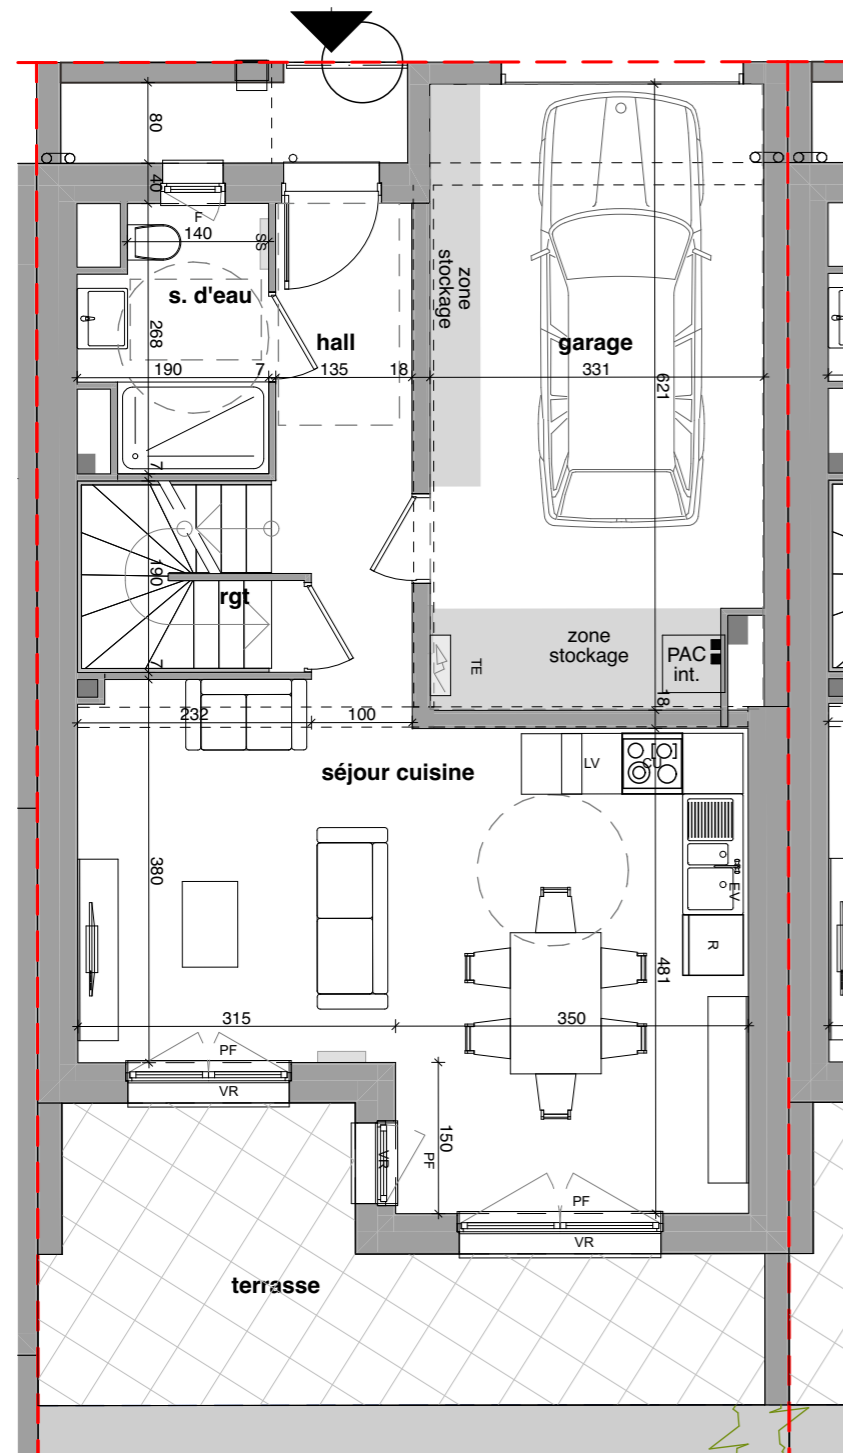 80
40
F
140
SS
s. d'eau
268
hall
zone
stockage
garage
190
7
135
18
331
621
7
190
rgt
7
zone
stockage
TE
PAC
int.
18
232
100
séjour cuisine
LV
CU
380
EV
R
481
315
350
PF
VR
150
VR
PF
PF
VR
terrasse